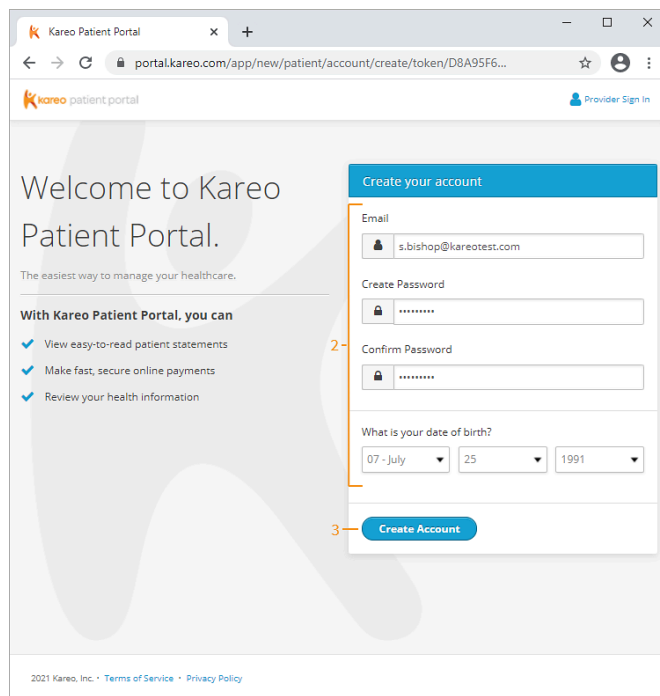 Kareo Patient Portal
portal.kareo.com/app/new/patient/account/create/token/D8A95F6...
kareo patient portal
Provider Sign In
Welcome to Kareo
Patient Portal.
The easiest way to manage your healthcare.
With Kareo Patient Portal, you can
View easy-to-read patient statements
Make fast, secure online payments
Review your health information
Create your account
Email
s.bishop@kareotest.com
Create Password
•••••••••
2
Confirm Password
•••••••••
What is your date of birth?
07 - July 25 1991
3
Create Account
2021 Kareo, Inc. • Terms of Service • Privacy Policy